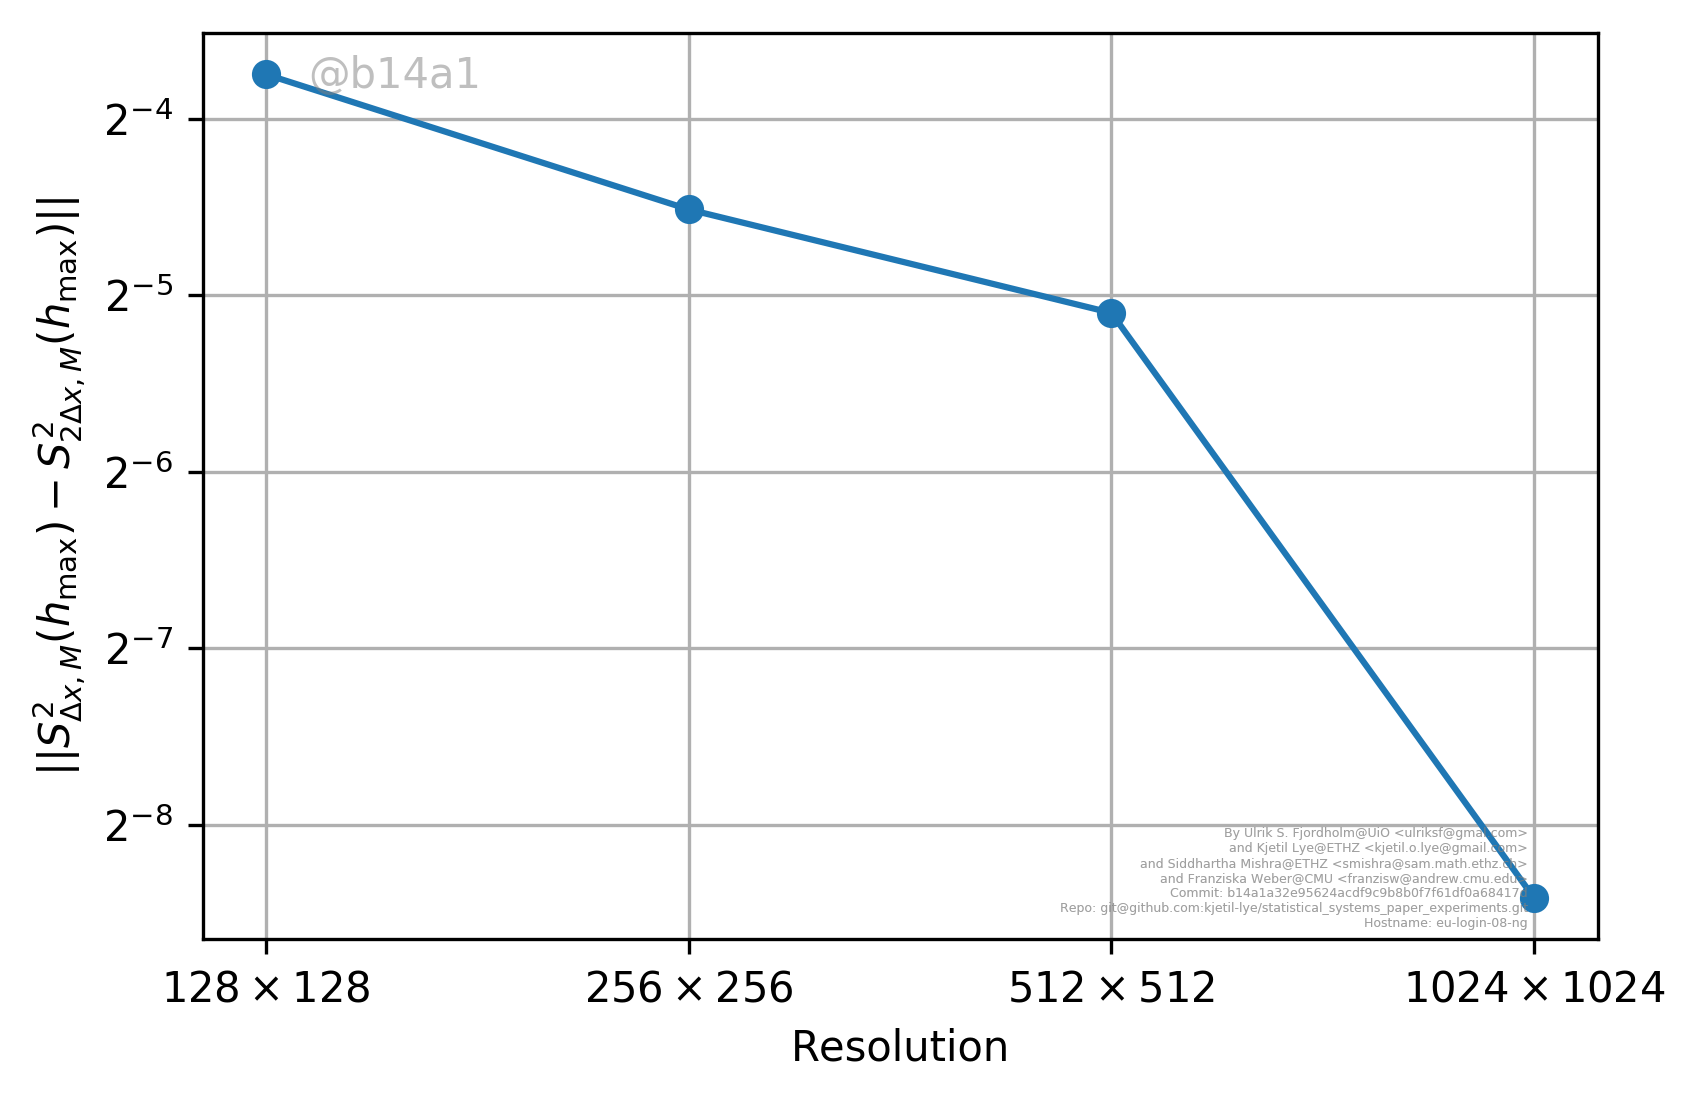 @b14a1
2⁻⁴
2⁻⁵
2⁻⁶
2⁻⁷
2⁻⁸
||S²_{Δx, M}(h_max) − S²_{2Δx, M}(h_max)||
By Ulrik S. Fjordholm@UiO <ulriksf@gmail.com>
and Kjetil Lye@ETHZ <kjetil.o.lye@gmail.com>
and Siddhartha Mishra@ETHZ <smishra@sam.math.ethz.ch>
and Franziska Weber@CMU <franzisw@andrew.cmu.edu>
Commit:
Repo: git@github.com:kjetil-lye/statistical_systems_paper_experiments.git
Hostname: eu-login-08-ng
128 × 128
256 × 256
512 × 512
1024 × 1024
Resolution